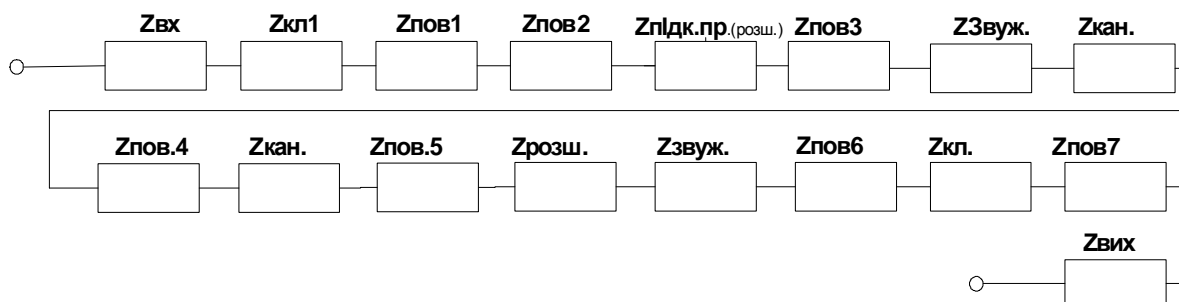 Zвх Zкл1 Zпов1 Zпов2 ZпІдк.пр.(розш.) Zпов3 ZЗвуж. Zкан.
Zпов.4 Zкан. Zпов.5 Zрозш. Zзвуж. Zпов6 Zкл. Zпов7
Zвих